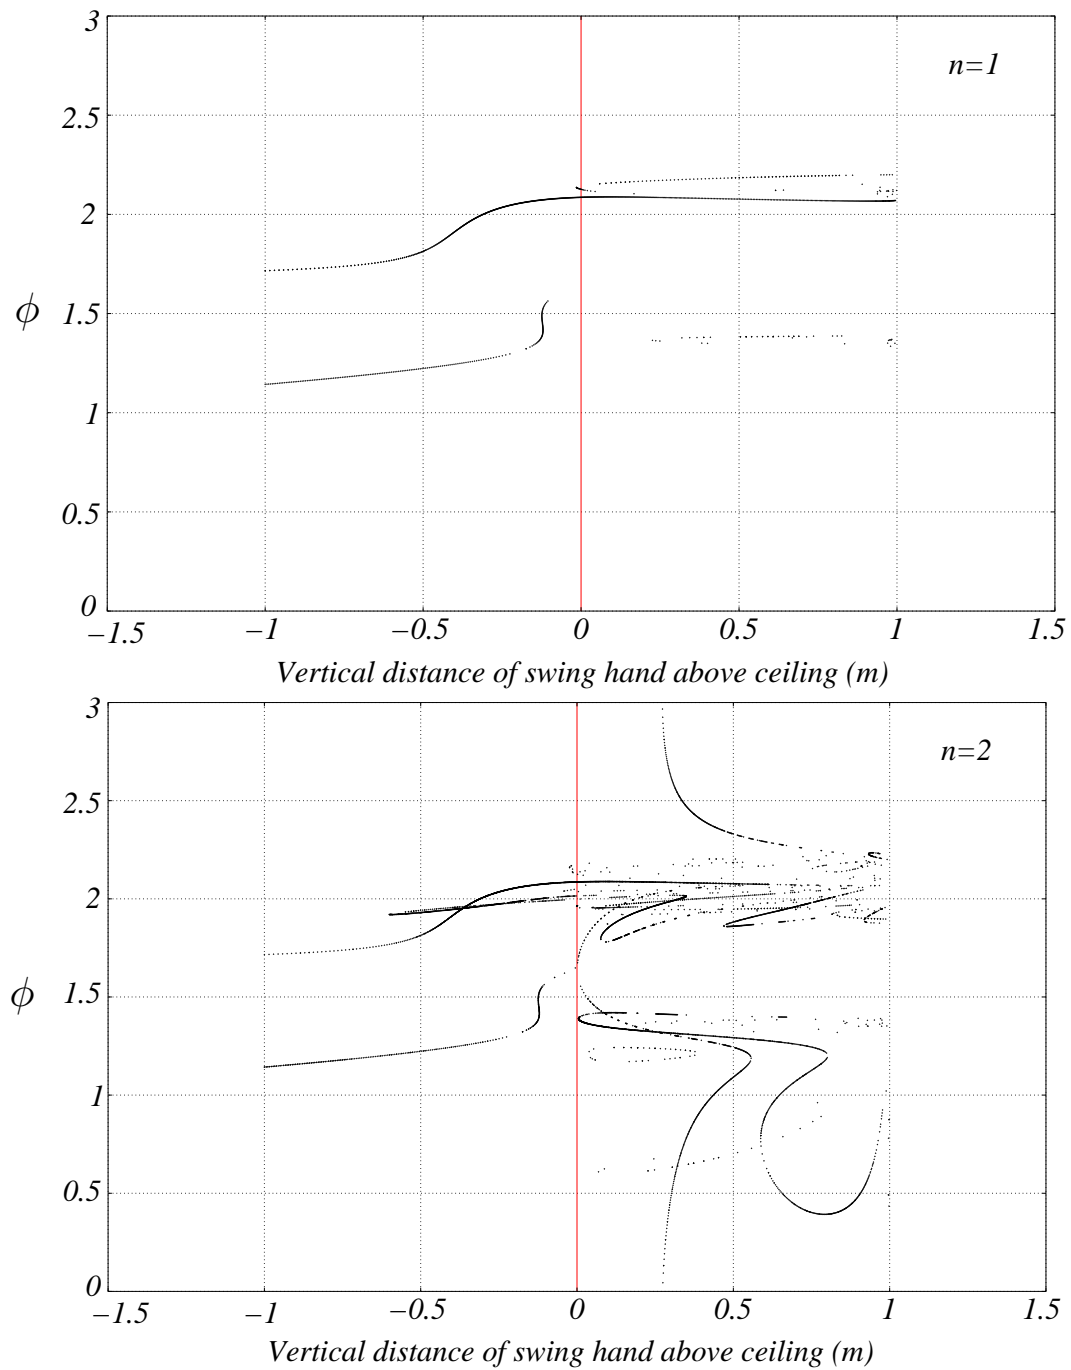 3
n=1
2.5
2
ϕ 1.5
1
0.5
0
−1.5 −1 −0.5 0 0.5 1 1.5
Vertical distance of swing hand above ceiling (m)
3
n=2
2.5
2
1.5
ϕ
1
0.5
0
−1.5 −1 −0.5 0 0.5 1 1.5
Vertical distance of swing hand above ceiling (m)